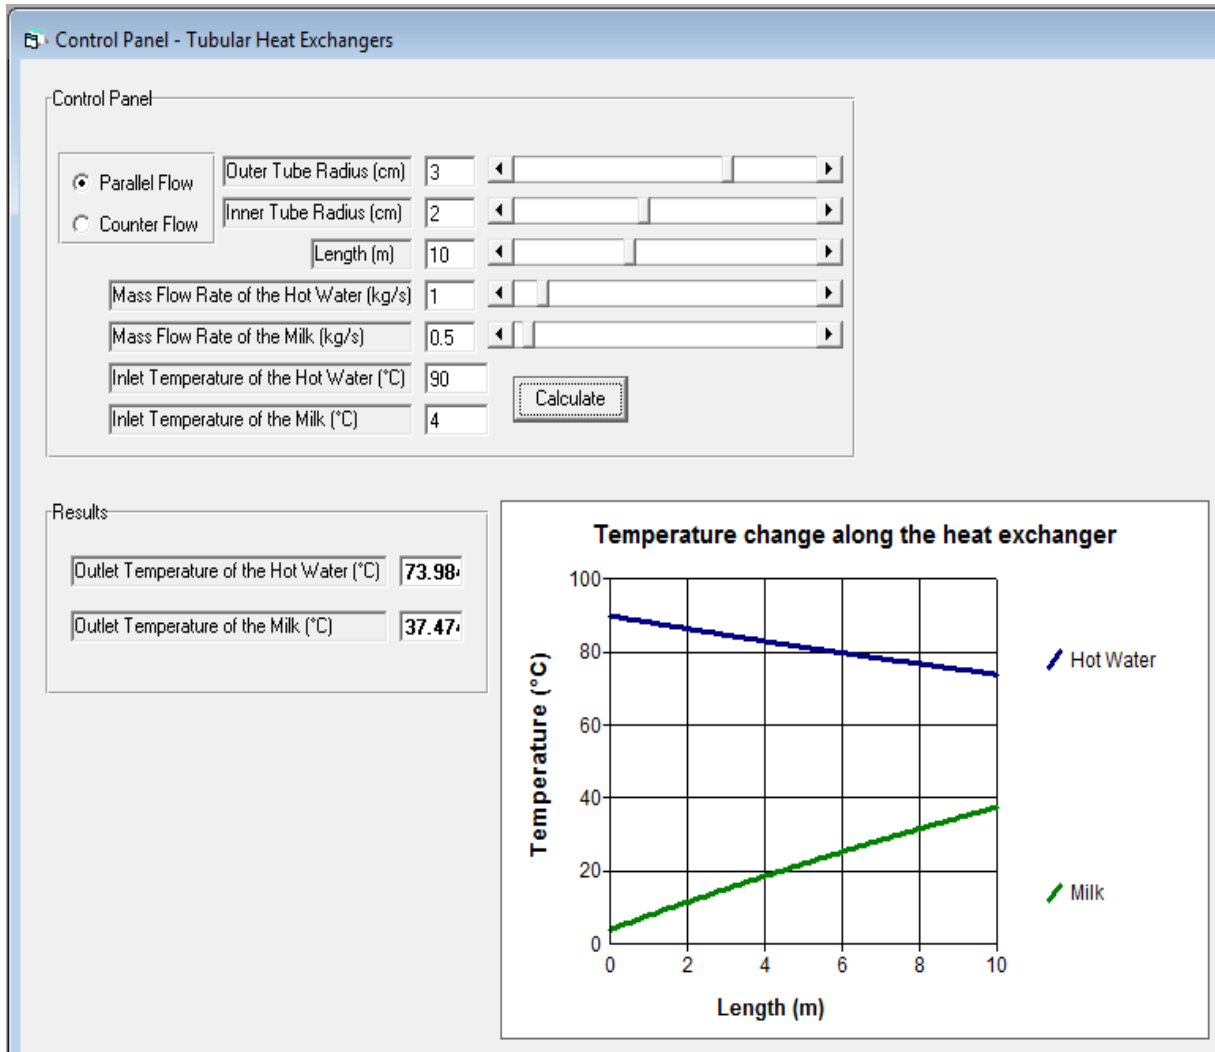 Control Panel - Tubular Heat Exchangers
Control Panel
Parallel Flow
Counter Flow
Outer Tube Radius (cm) 3
Inner Tube Radius (cm) 2
Length (m) 10
Mass Flow Rate of the Hot Water (kg/s) 1
Mass Flow Rate of the Milk (kg/s) 0.5
Inlet Temperature of the Hot Water (°C) 90
Inlet Temperature of the Milk (°C) 4
Calculate
Results
Outlet Temperature of the Hot Water (°C) 73.984
Outlet Temperature of the Milk (°C) 37.474
Temperature change along the heat exchanger
Temperature (°C)
100
80
60
40
20
0
0 2 4 6 8 10
Length (m)
Hot Water
Milk